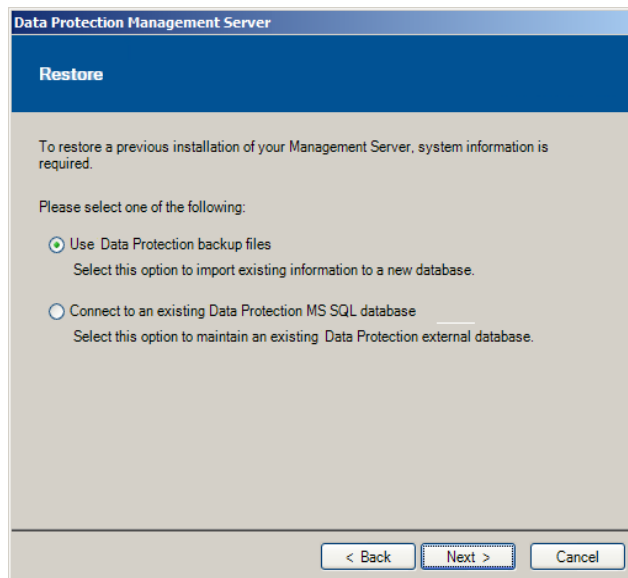 Data Protection Management Server
Restore
To restore a previous installation of your Management Server, system information is
required.
Please select one of the following:
Use Data Protection backup files
Select this option to import existing information to a new database.
Connect to an existing Data Protection MS SQL database
Select this option to maintain an existing Data Protection external database.
< Back Next > Cancel